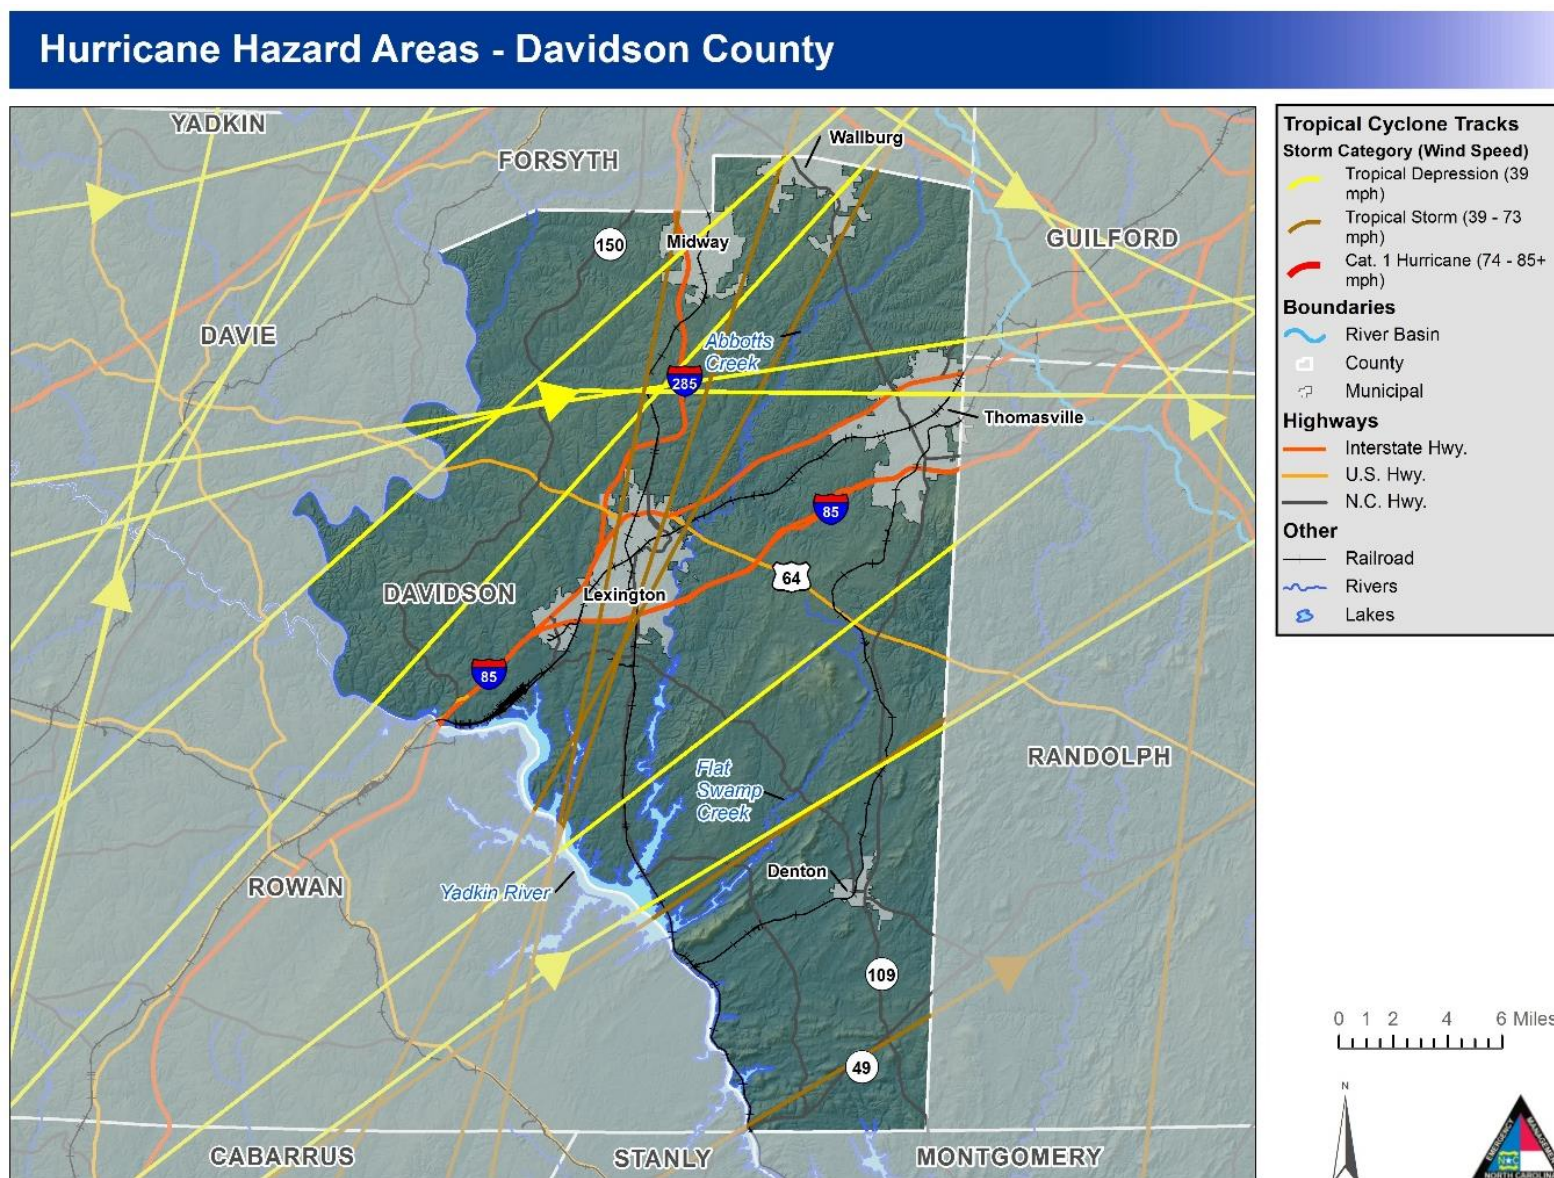 Hurricane Hazard Areas - Davidson County
YADKIN
FORSYTH
Wallburg
150
Midway
GUILFORD
DAVIE
Abbotts
Creek
285
Thomasville
85
64
DAVIDSON
Lexington
85
RANDOLPH
Flat
Swamp
Creek
Denton
ROWAN
Yadkin River
109
49
CABARRUS
STANLY
MONTGOMERY
Tropical Cyclone Tracks
Storm Category (Wind Speed)
Tropical Depression (39
mph)
Tropical Storm (39 - 73
mph)
Cat. 1 Hurricane (74 - 85+
mph)
Boundaries
River Basin
County
Municipal
Highways
Interstate Hwy.
U.S. Hwy.
N.C. Hwy.
Other
Railroad
Rivers
Lakes
0 1 2 4 6 Miles
N
EMERGENCY
MANAGEMENT
N C
NORTH CAROLINA